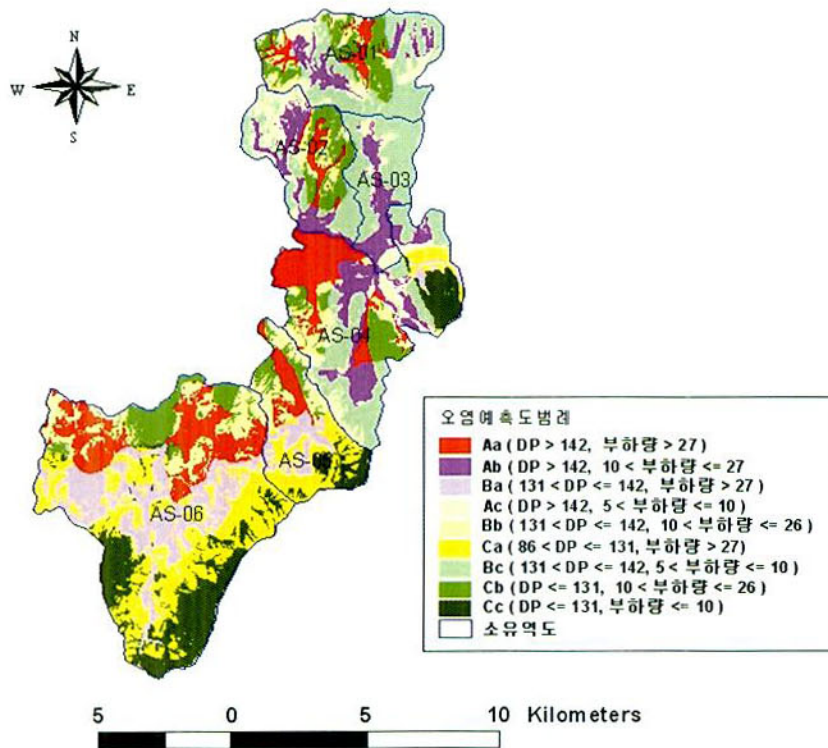 N
W E
S
AS-01
AS-02
AS-03
AS-04
AS-05
AS-06
오염예측도범례
Aa ( DP > 142, 부하량 > 27 )
Ab ( DP > 142, 10 < 부하량 <= 27
Ba ( 131 < DP <= 142, 부하량 > 27 )
Ac ( DP > 142, 5 < 부하량 <= 10 )
Bb ( 131 < DP <= 142, 10 < 부하량 <= 26 )
Ca ( 86 < DP <= 131, 부하량 > 27 )
Bc ( 131 < DP <= 142, 5 < 부하량 <= 10 )
Cb ( DP <= 131, 10 < 부하량 <= 26 )
Cc ( DP <= 131, 부하량 <= 10 )
소유역도
5 0 5 10 Kilometers